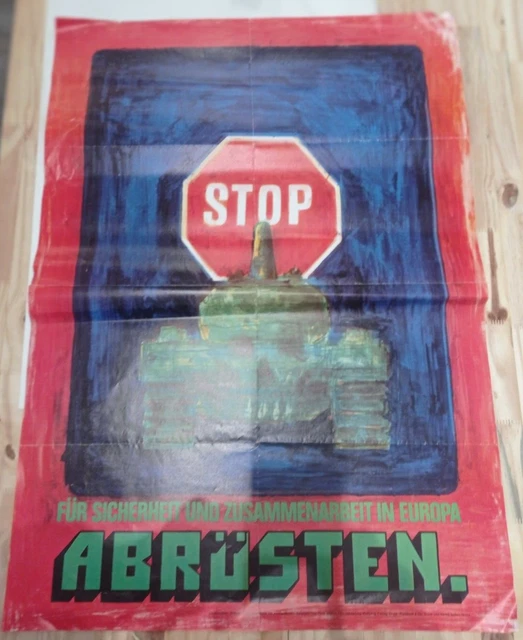 STOP
FÜR SICHERHEIT UND ZUSAMMENARBEIT IN EUROPA
ABRÜSTEN.